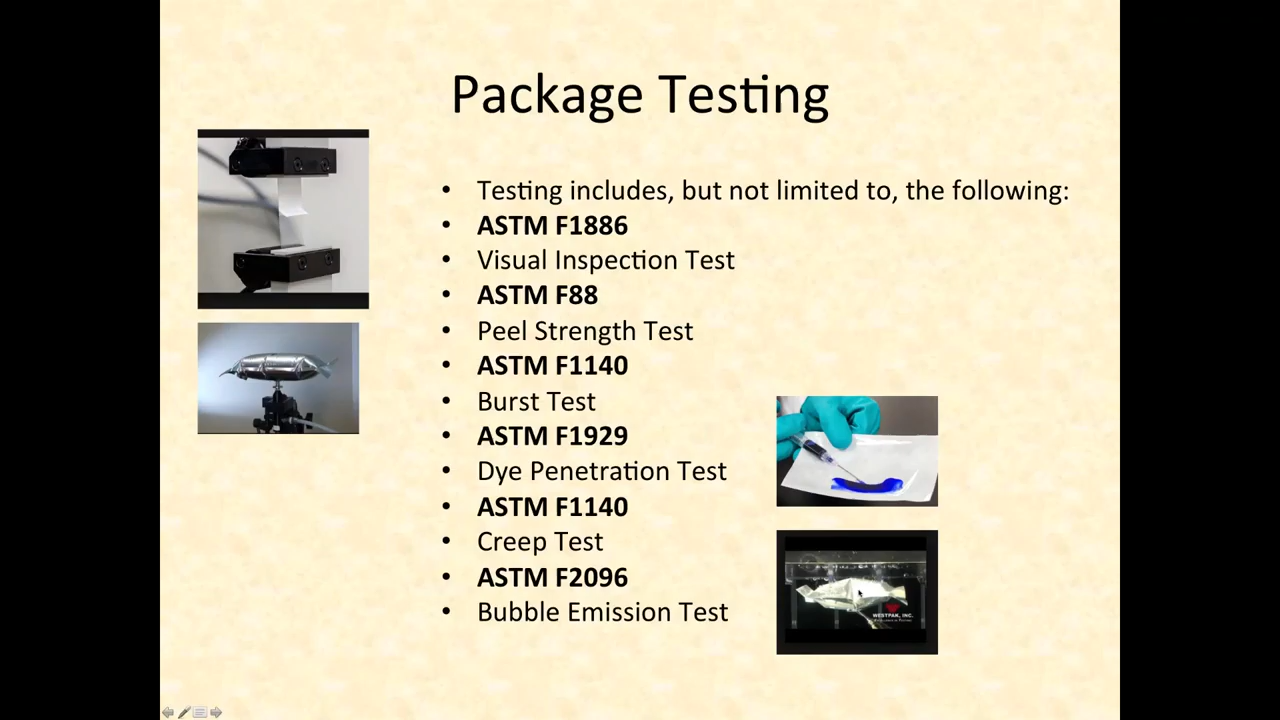 Package Testing
• Testing includes, but not limited to, the following:
• ASTM F1886
• Visual Inspection Test
• ASTM F88
• Peel Strength Test
• ASTM F1140
• Burst Test
• ASTM F1929
• Dye Penetration Test
• ASTM F1140
• Creep Test
• ASTM F2096
• Bubble Emission Test
WESTPAK, INC.